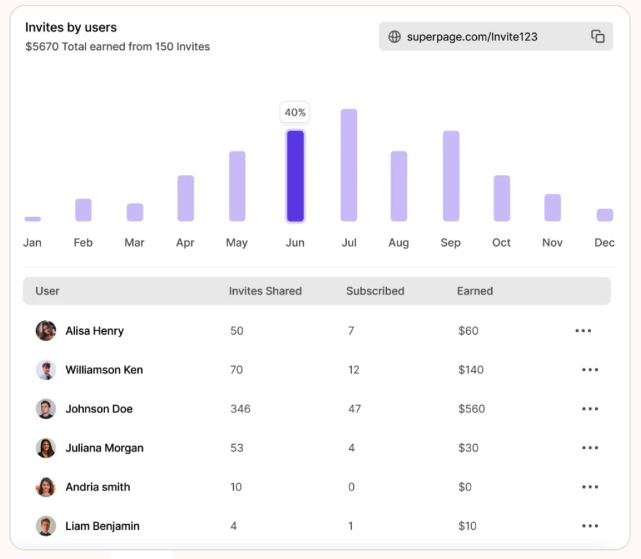 Invites by users
$5670 Total earned from 150 Invites
superpage.com/Invite123
40%
Jan Feb Mar Apr May Jun Jul Aug Sep Oct Nov Dec
User Invites Shared Subscribed Earned
Alisa Henry 50 7 $60
Williamson Ken 70 12 $140
Johnson Doe 346 47 $560
Juliana Morgan 53 4 $30
Andria smith 10 0 $0
Liam Benjamin 4 1 $10